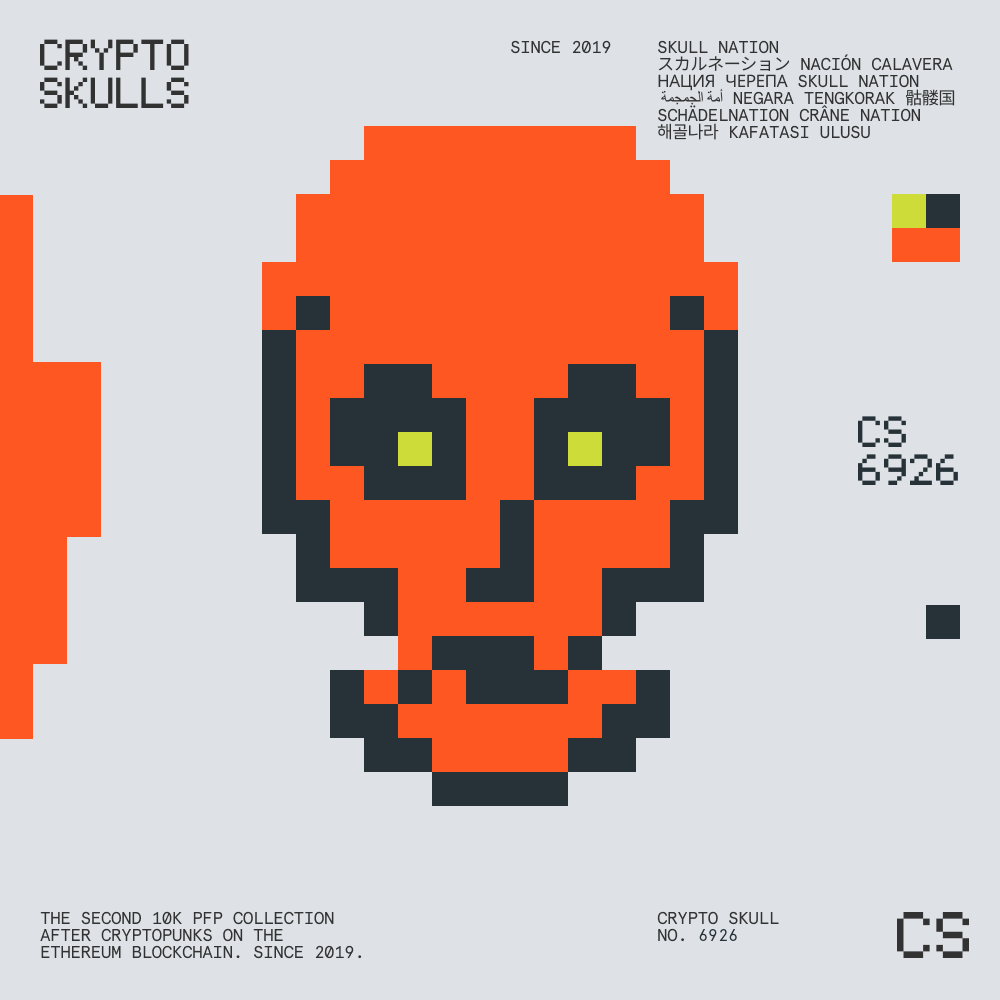 CRYPTO
SKULLS
SINCE 2019
SKULL NATION
スカルネーション NACIÓN CALAVERA
НАЦИЯ ЧЕРЕПА SKULL NATION
أمة الجمجمة NEGARA TENGKORAK 骷髅国
SCHÄDELNATION CRÂNE NATION
해골나라 KAFATASI ULUSU
CS
6926
THE SECOND 10K PFP COLLECTION
AFTER CRYPTOPUNKS ON THE
ETHEREUM BLOCKCHAIN. SINCE 2019.
CRYPTO SKULL
NO. 6926
CS